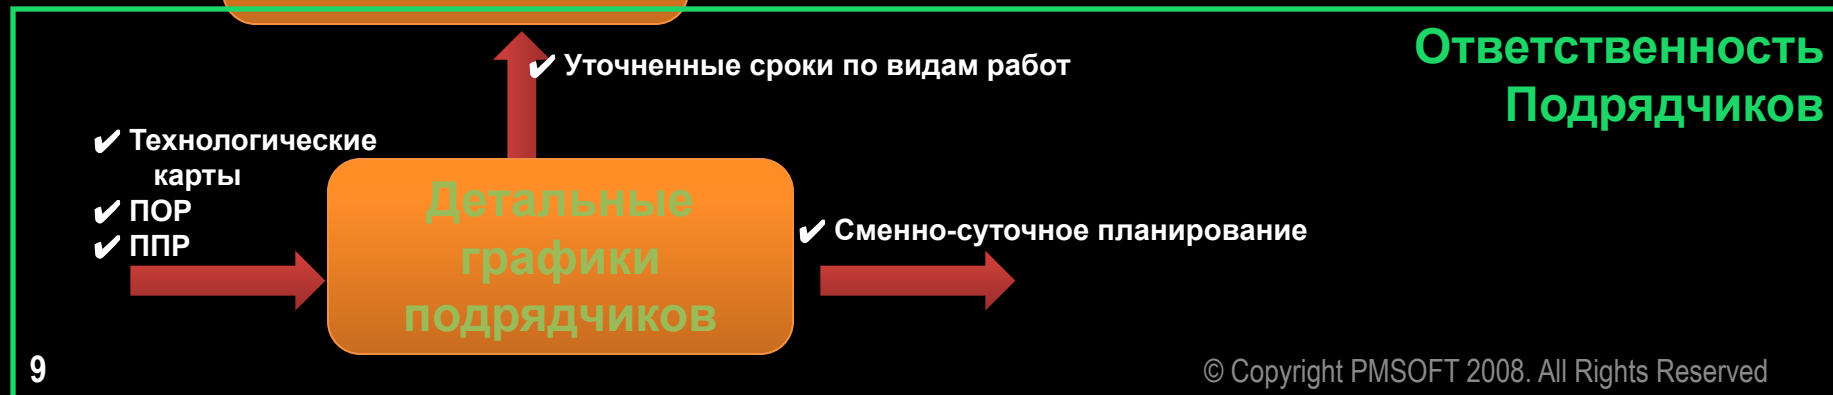 Ответственность
Подрядчиков
✔ Уточненные сроки по видам работ
✔ Технологические
карты
✔ ПОР
✔ ППР
Детальные
графики
подрядчиков
✔ Сменно-суточное планирование
9
© Copyright PMSOFT 2008. All Rights Reserved